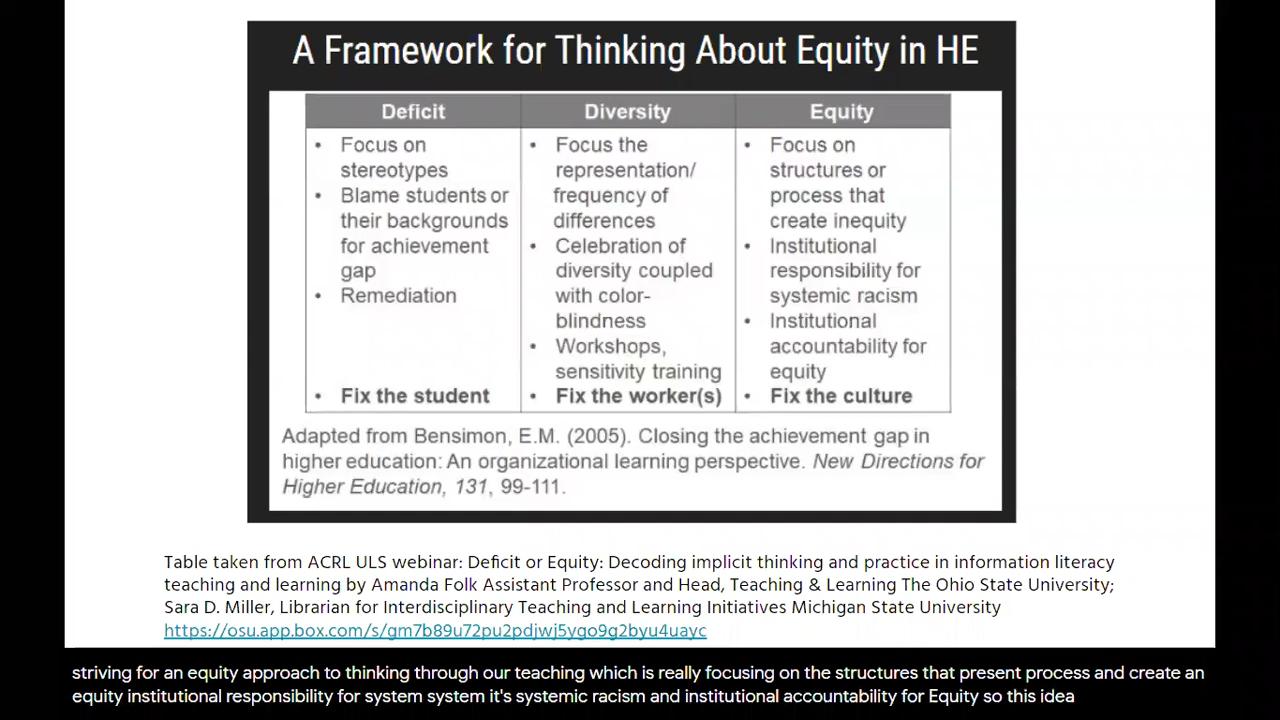 A Framework for Thinking About Equity in HE
Deficit
• Focus on
stereotypes
• Blame students or
their backgrounds
for achievement
gap
• Remediation
• Fix the student
Diversity
• Focus the
representation/
frequency of
differences
• Celebration of
diversity coupled
with color-
blindness
• Workshops,
sensitivity training
• Fix the worker(s)
Equity
• Focus on
structures or
process that
create inequity
• Institutional
responsibility for
systemic racism
• Institutional
accountability for
equity
• Fix the culture
Adapted from Bensimon, E.M. (2005). Closing the achievement gap in
higher education: An organizational learning perspective. New Directions for
Higher Education, 131, 99-111.
Table taken from ACRL ULS webinar: Deficit or Equity: Decoding implicit thinking and practice in information literacy
teaching and learning by Amanda Folk Assistant Professor and Head, Teaching & Learning The Ohio State University;
Sara D. Miller, Librarian for Interdisciplinary Teaching and Learning Initiatives Michigan State University
https://osu.app.box.com/s/gm7b89u72pu2pdjwj5ygo9g2byu4uayc
striving for an equity approach to thinking through our teaching which is really focusing on the structures that present process and create an
equity institutional responsibility for system system it's systemic racism and institutional accountability for Equity so this idea